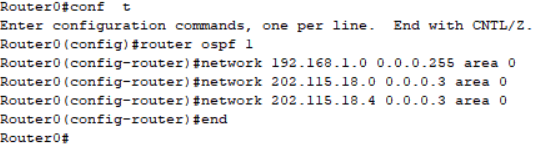 Router0#conf  t
Enter configuration commands, one per line.  End with CNTL/Z.
Router0(config)#router ospf 1
Router0(config-router)#network 192.168.1.0 0.0.0.255 area 0
Router0(config-router)#network 202.115.18.0 0.0.0.3 area 0
Router0(config-router)#network 202.115.18.4 0.0.0.3 area 0
Router0(config-router)#end
Router0#